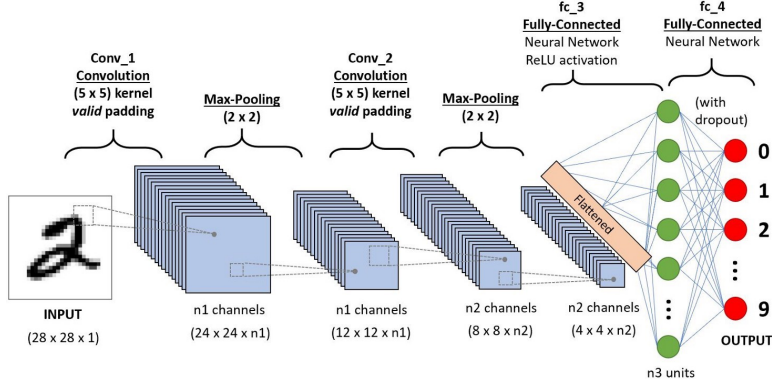 fc_3
Fully-Connected
Neural Network
ReLU activation
fc_4
Fully-Connected
Neural Network
Conv_1
Convolution
(5 x 5) kernel
valid padding
Max-Pooling
(2 x 2)
Conv_2
Convolution
(5 x 5) kernel
valid padding
Max-Pooling
(2 x 2)
(with
dropout)
Flattened
0
1
2
9
2
INPUT
(28 x 28 x 1)
n1 channels
(24 x 24 x n1)
n1 channels
(12 x 12 x n1)
n2 channels
(8 x 8 x n2)
n2 channels
(4 x 4 x n2)
OUTPUT
n3 units